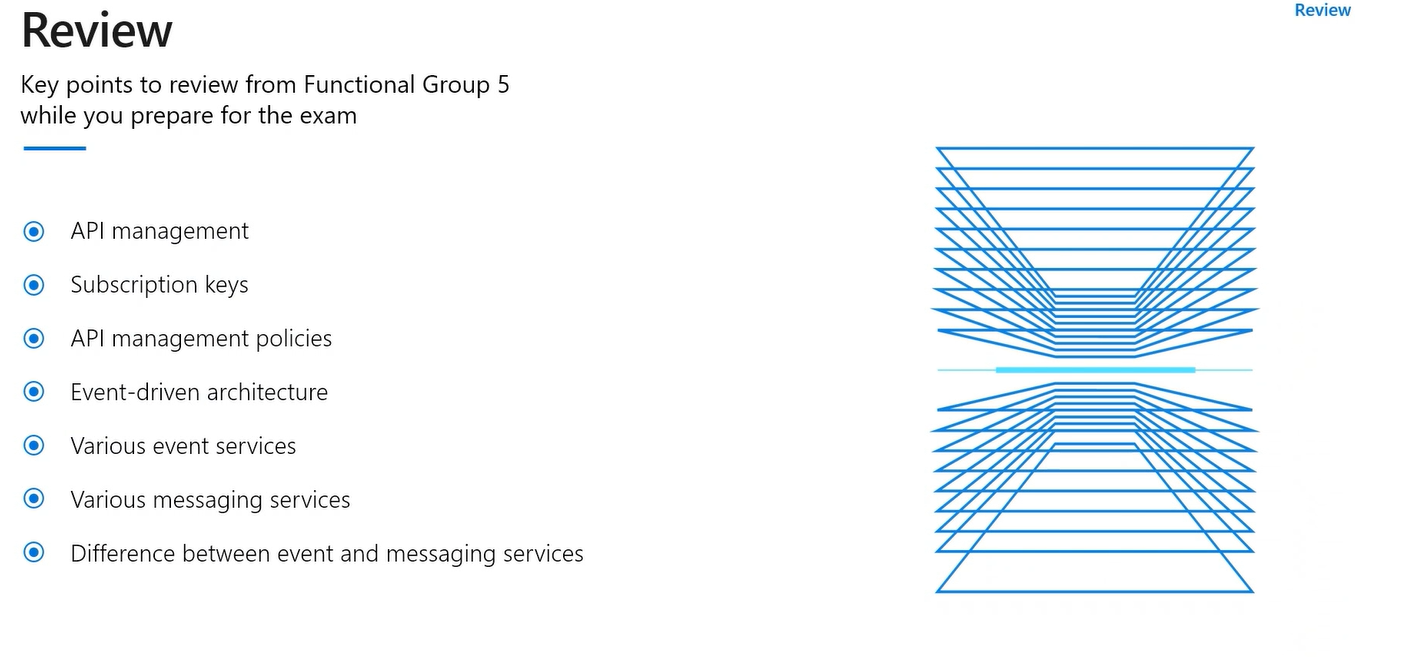 Review
Review
Key points to review from Functional Group 5
while you prepare for the exam
API management
Subscription keys
API management policies
Event-driven architecture
Various event services
Various messaging services
Difference between event and messaging services